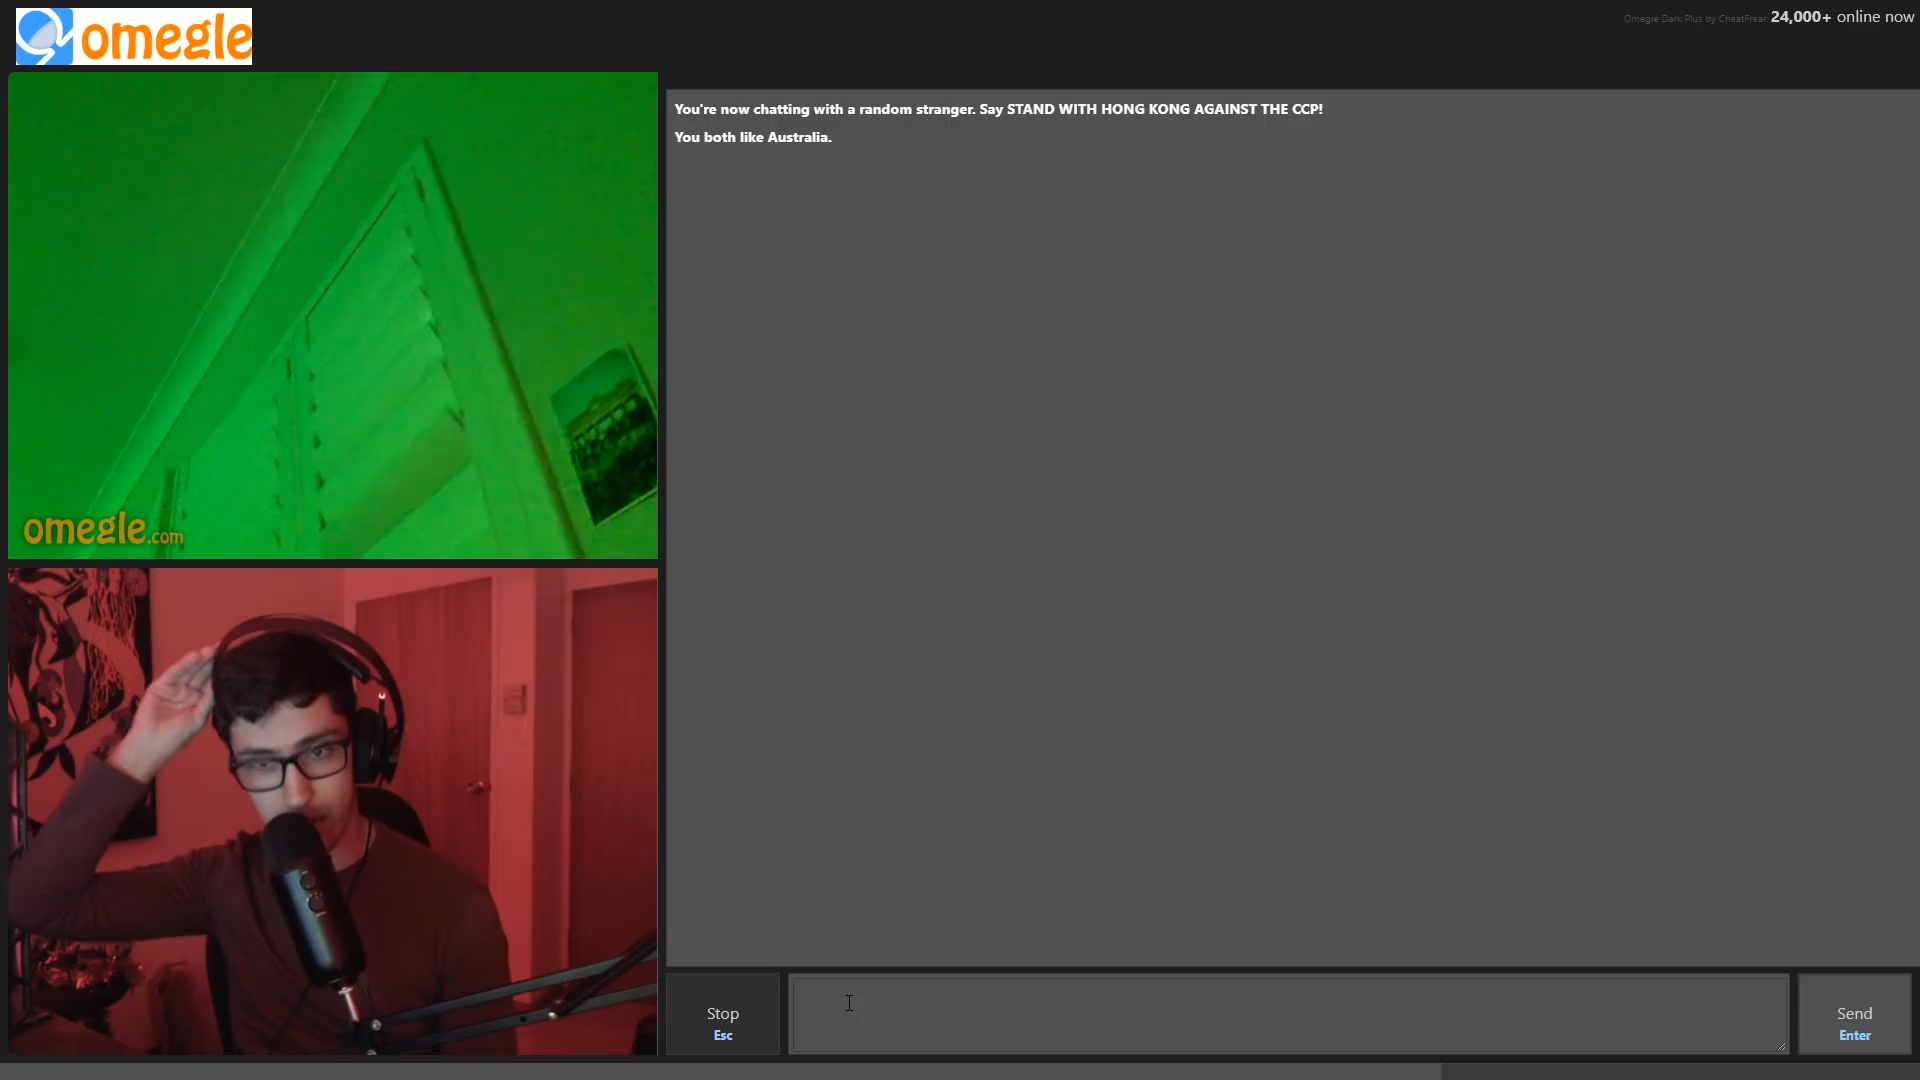 omegle
Omegle Dark Plus by CheatFreak 24,000+ online now
You're now chatting with a random stranger. Say STAND WITH HONG KONG AGAINST THE CCP!
You both like Australia.
omegle.com
Stop
Esc
Send
Enter